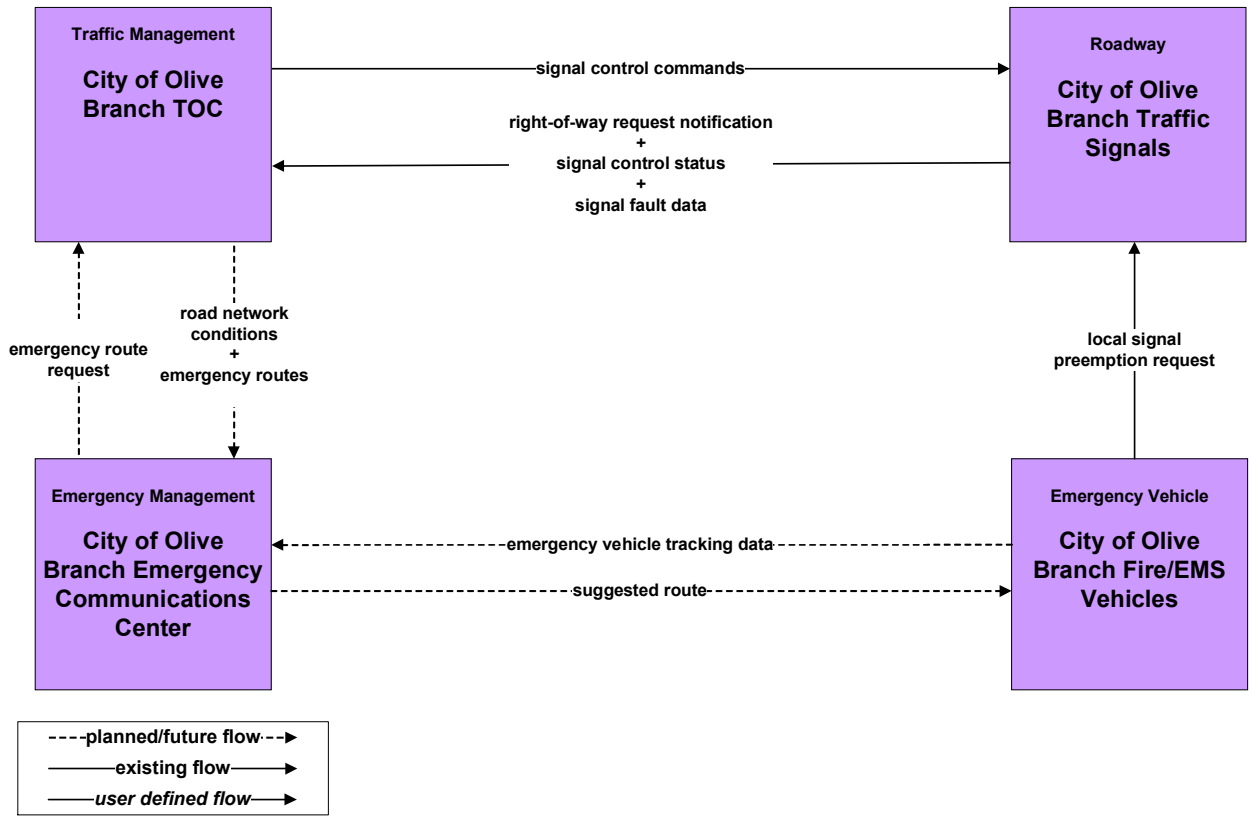 Traffic Management
City of Olive
Branch TOC
signal control commands
Roadway
City of Olive
Branch Traffic
Signals
right-of-way request notification
+
signal control status
+
signal fault data
emergency route
request
road network
conditions
+
emergency routes
local signal
preemption request
Emergency Management
City of Olive
Branch Emergency
Communications
Center
emergency vehicle tracking data
suggested route
Emergency Vehicle
City of Olive
Branch Fire/EMS
Vehicles
planned/future flow
existing flow
user defined flow